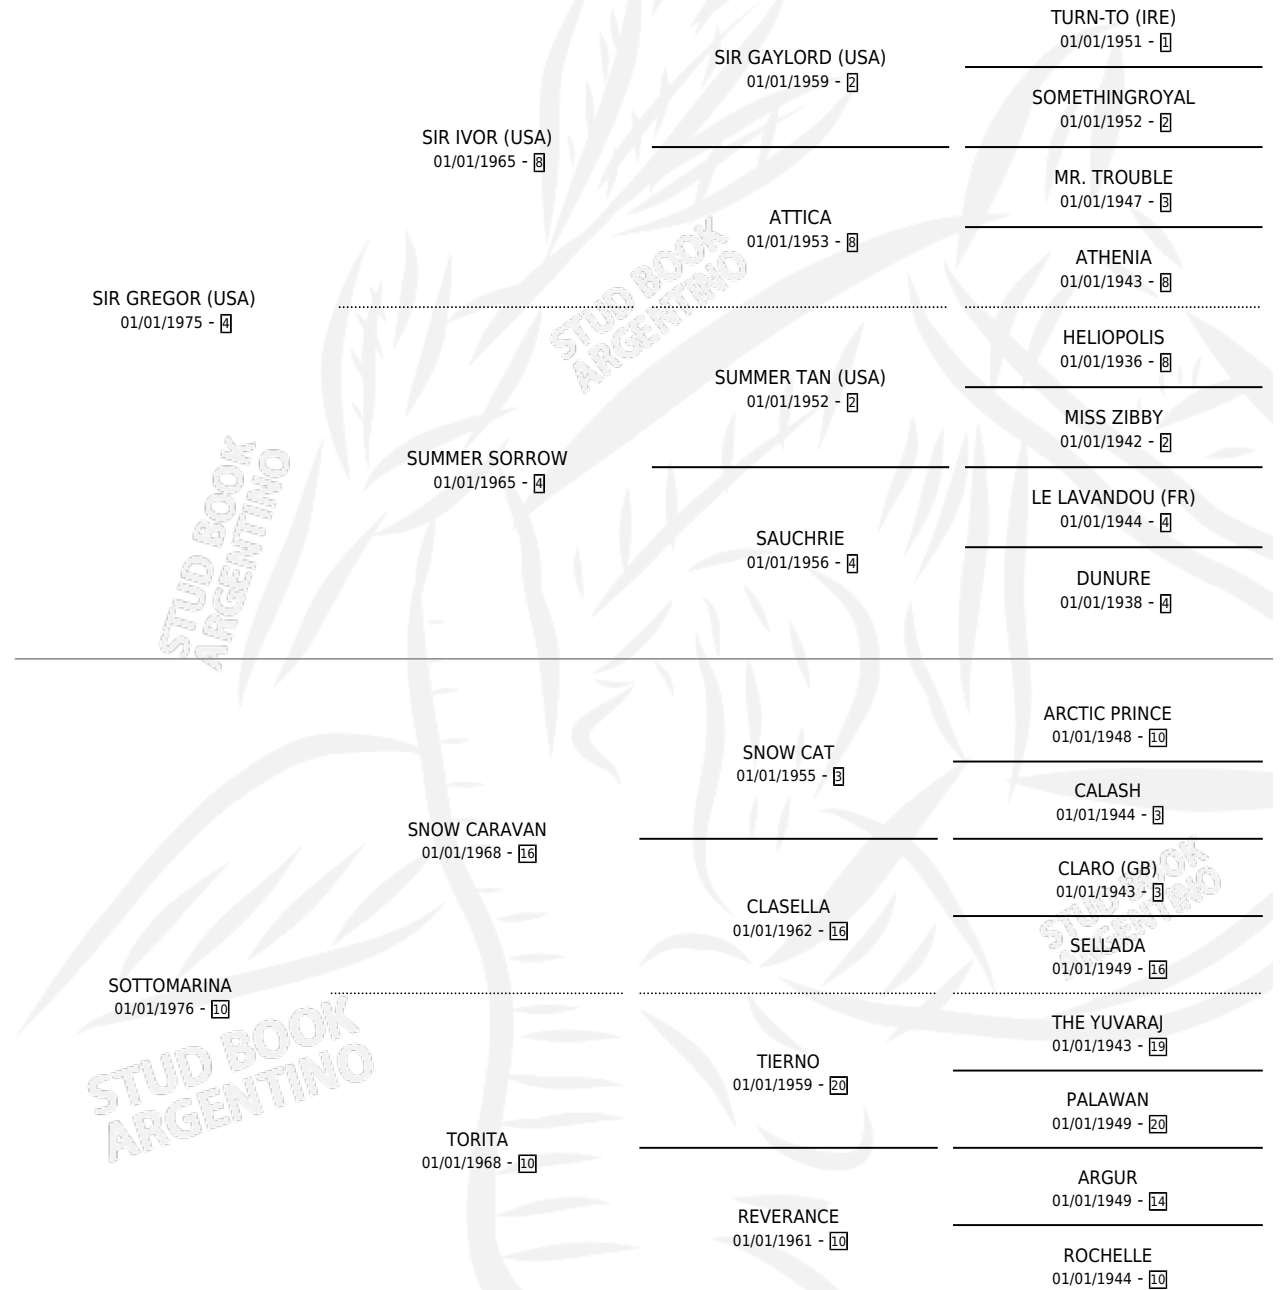 TURN-TO (IRE)
01/01/1951 - 1
SIR GAYLORD (USA)
01/01/1959 - 2
SOMETHINGROYAL
01/01/1952 - 2
SIR IVOR (USA)
01/01/1965 - 8
MR. TROUBLE
01/01/1947 - 3
ATTICA
01/01/1953 - 8
ATHENIA
01/01/1943 - 8
SIR GREGOR (USA)
01/01/1975 - 4
HELIOPOLIS
01/01/1936 - 8
SUMMER TAN (USA)
01/01/1952 - 2
MISS ZIBBY
01/01/1942 - 2
SUMMER SORROW
01/01/1965 - 4
LE LAVANDOU (FR)
01/01/1944 - 4
SAUCHRIE
01/01/1956 - 4
DUNURE
01/01/1938 - 4
STUD BOOK
ARGENTINO
STUD BOOK
ARGENTINO
ARCTIC PRINCE
01/01/1948 - 10
SNOW CAT
01/01/1955 - 3
CALASH
01/01/1944 - 3
SNOW CARAVAN
01/01/1968 - 16
CLARO (GB)
01/01/1943 - 3
CLASELLA
01/01/1962 - 16
SELLADA
01/01/1949 - 16
SOTTOMARINA
01/01/1976 - 10
THE YUVARAJ
01/01/1943 - 19
TIERNO
01/01/1959 - 20
PALAWAN
01/01/1949 - 20
TORITA
01/01/1968 - 10
ARGUR
01/01/1949 - 14
REVERANCE
01/01/1961 - 10
ROCHELLE
01/01/1944 - 10
STUD BOOK
ARGENTINO
STUD BOOK
ARGENTINO